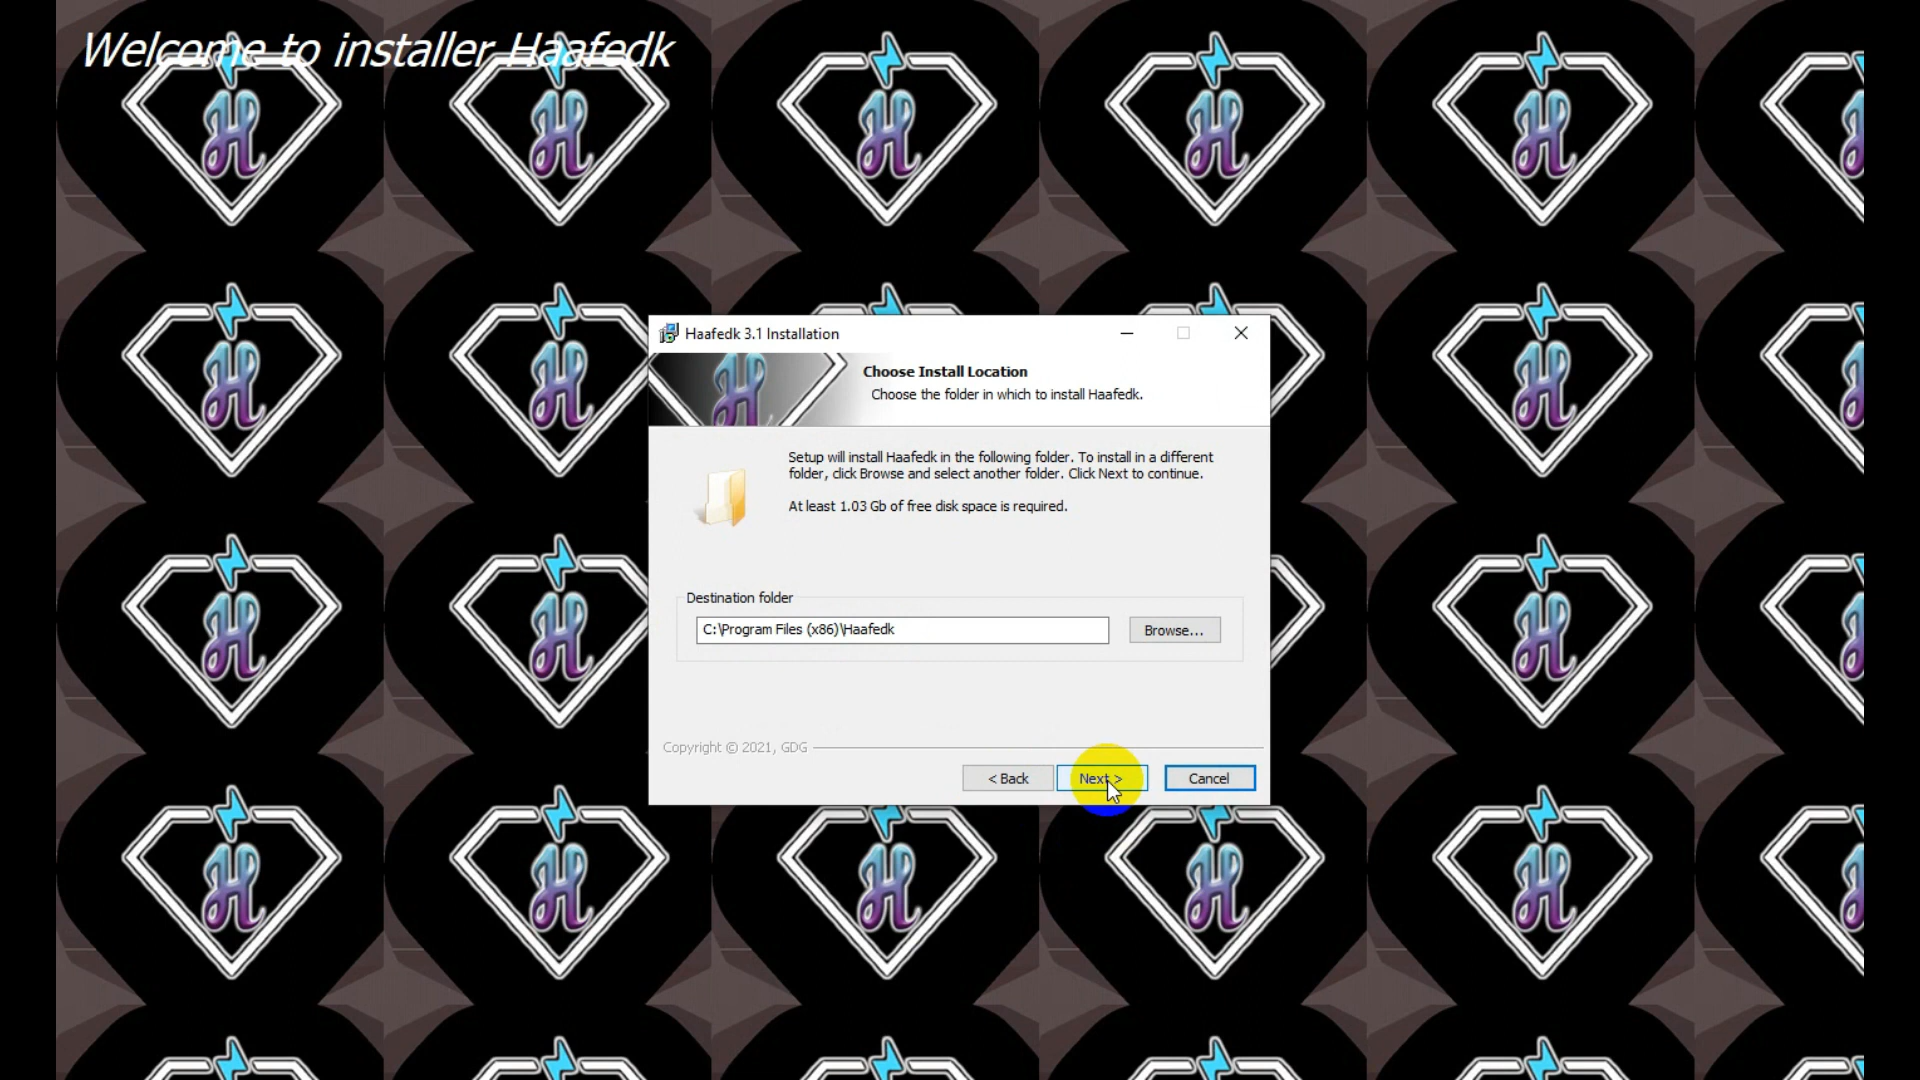 Welcome to installer Haafedk
Haafedk 3.1 Installation
Choose Install Location
Choose the folder in which to install Haafedk.
Setup will install Haafedk in the following folder. To install in a different
folder, click Browse and select another folder. Click Next to continue.
At least 1.03 Gb of free disk space is required.
Destination folder
C:\Program Files (x86)\Haafedk
Browse...
Copyright © 2021, GDG
< Back
Next >
Cancel